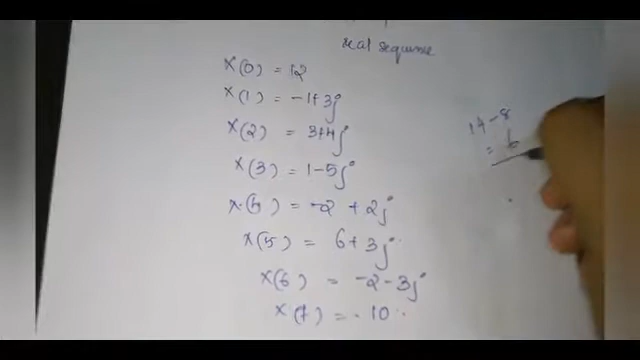 real sequence
X(0) = 12
X(1) = -1+3j
X(2) = 3+4j
X(3) = 1-5j
X(4) = -2+2j
X(5) = 6+3j
X(6) = -2-3j
X(7) = -10
14-8
= 6